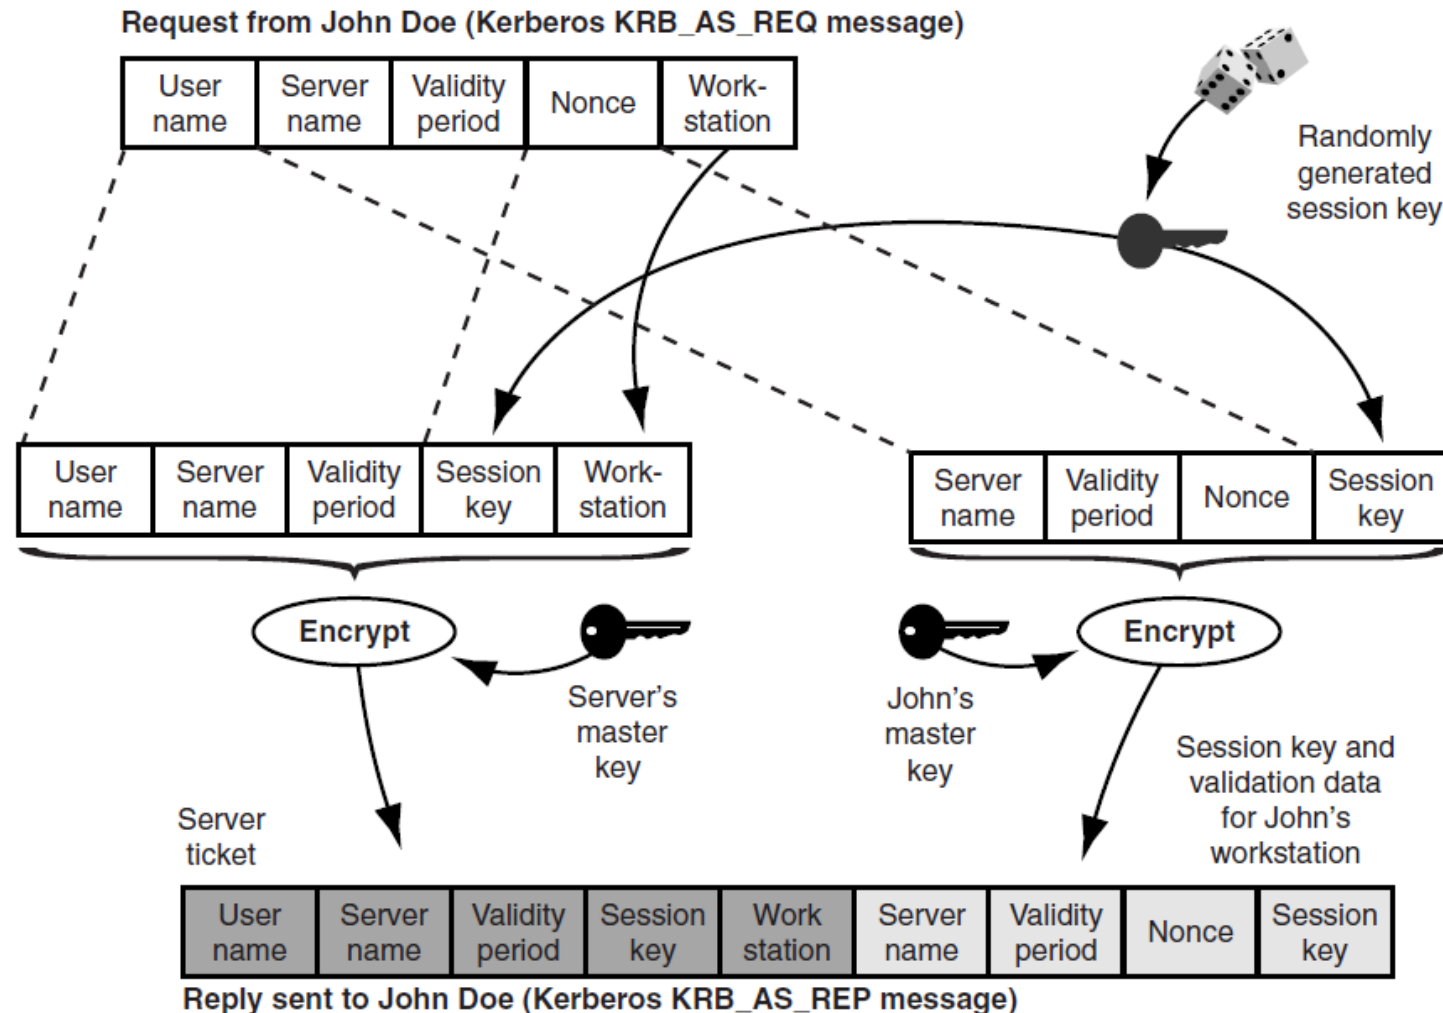 Request from John Doe (Kerberos KRB_AS_REQ message)
User name
Server name
Validity period
Nonce
Work-
station
Randomly
generated
session key
User name
Server name
Validity period
Session key
Work-
station
Server name
Validity period
Nonce
Session key
Encrypt
Encrypt
Server's
master
key
John's
master
key
Session key and
validation data
for John's
workstation
Server
ticket
User name
Server name
Validity period
Session key
Work station
Server name
Validity period
Nonce
Session key
Reply sent to John Doe (Kerberos KRB_AS_REP message)